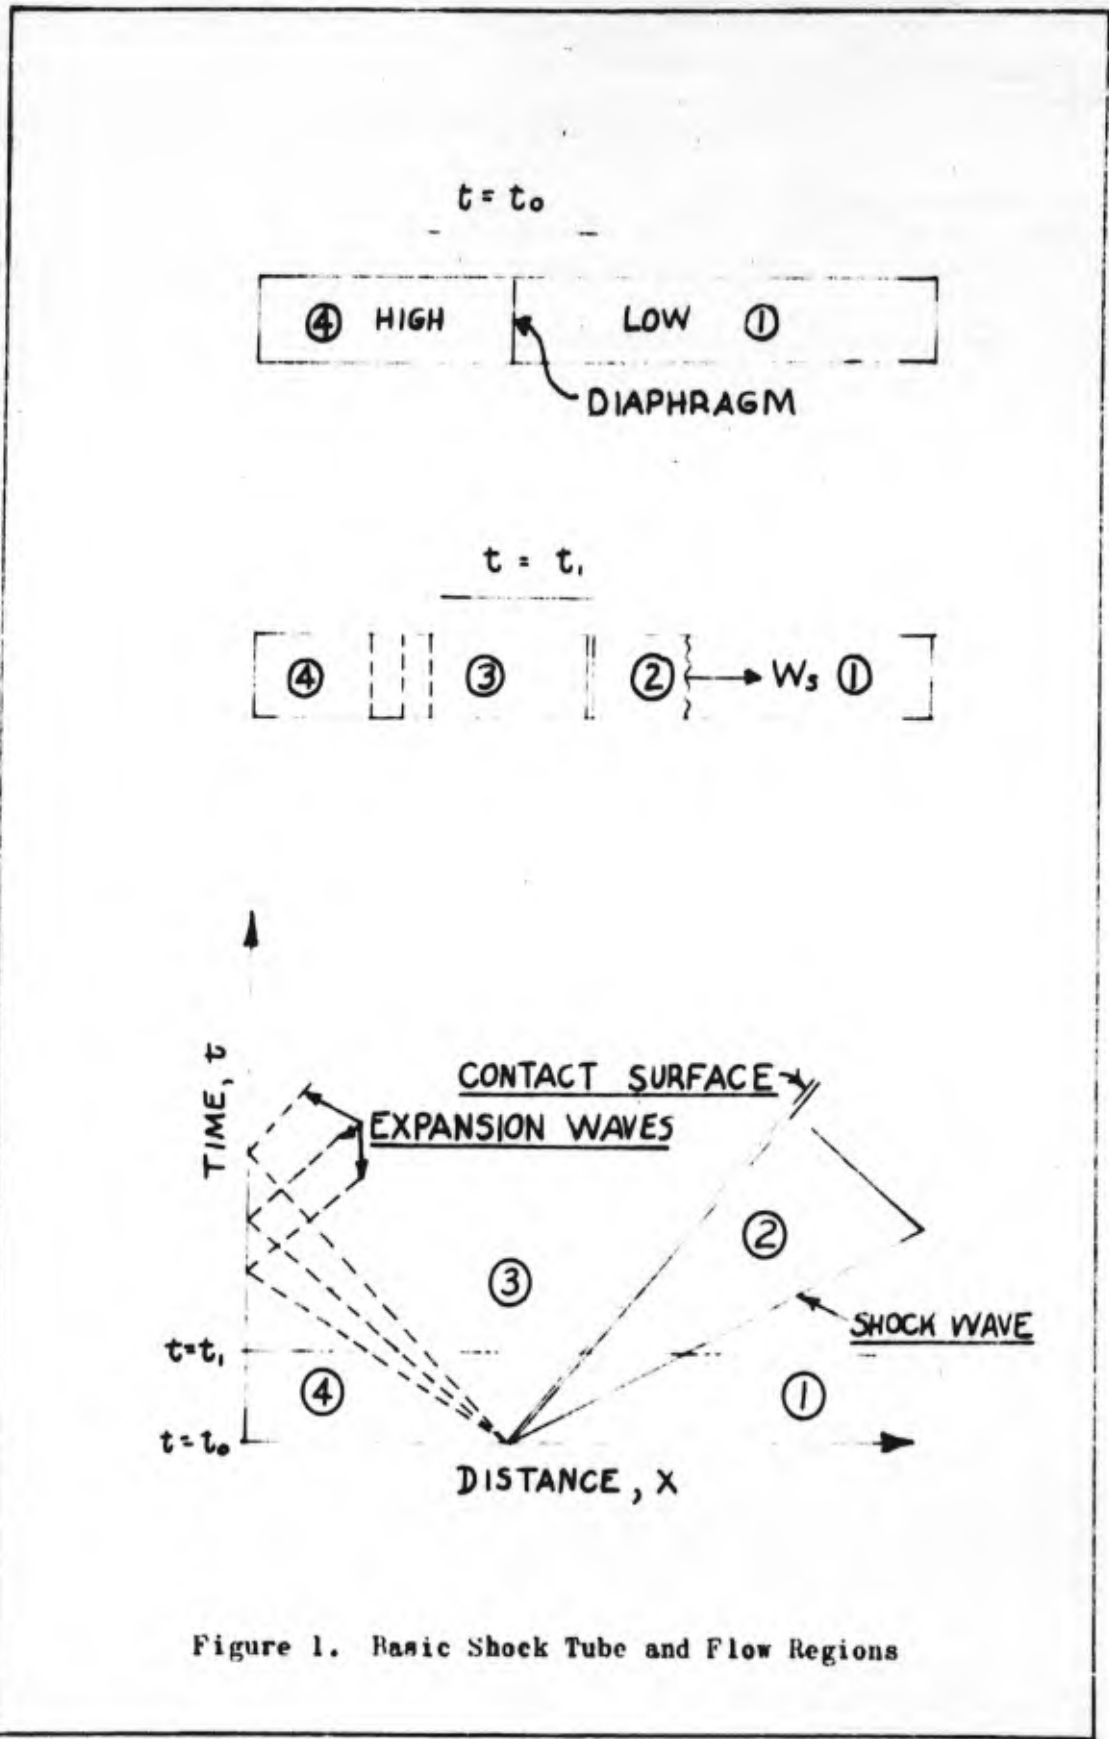 t = t₀
④ HIGH LOW ①
DIAPHRAGM
t = t₁
④ ③ ② Wₛ ①
TIME, t
CONTACT SURFACE
EXPANSION WAVES
②
③
SHOCK WAVE
t=t₁
④ ①
t=t₀
DISTANCE, X
Figure 1. Basic Shock Tube and Flow Regions